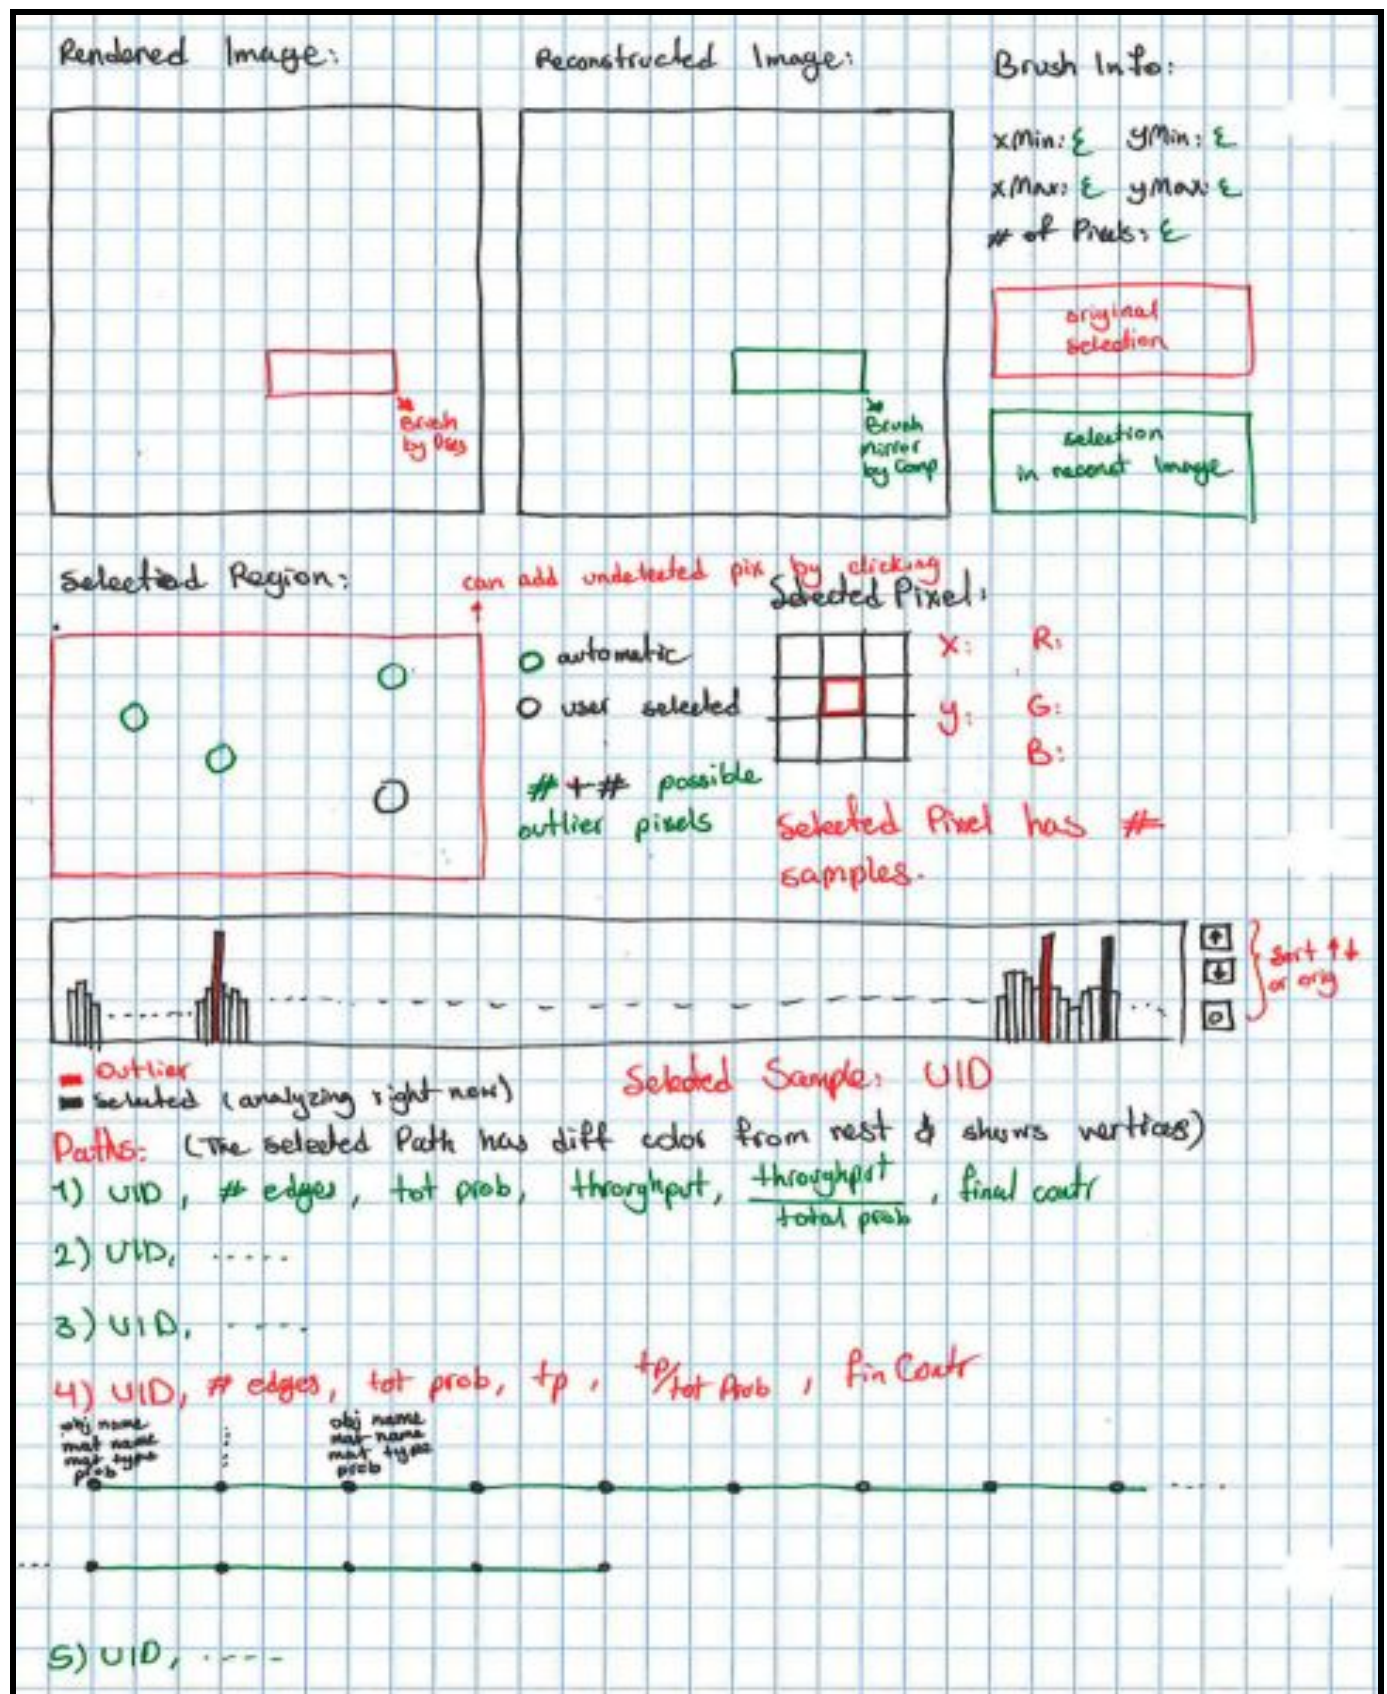 Rendered Image:
Reconstructed Image:
Brush Info:
xMin: ξ yMin: ξ
xMax: ξ yMax: ξ
# of Pixels: ξ
original
selection
selection
in reconst Image
Brush
by
Brush
mirror
by Comp
Selected Region:
can add undetected pix by clicking
Selected Pixel:
automatic
user selected
# + # possible
outlier pixels
X: R:
y: G:
B:
Selected Pixel has #
samples.
Sort ↑↓
or orig
Outlier
selected (analyzing right now)
Selected Sample: UID
Paths: (The selected Path has diff color from rest & shows vertices)
1) UID, # edges, tot prob, throughput, throughput / total prob, final contr
2) UID, .....
3) UID, ....
4) UID, # edges, tot prob, tp, tp/tot Prob, fin Contr
obj name
mat name
mat type
prob
obj name
mat name
mat type
prob
5) UID, ----